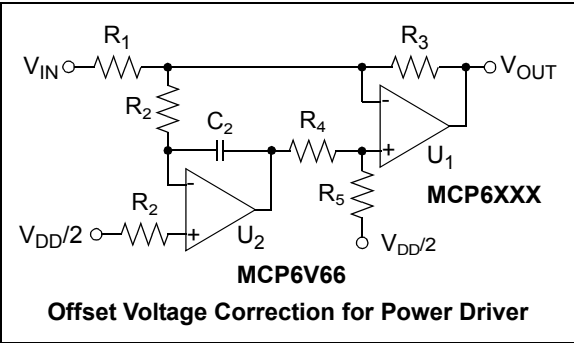 R1
R3
VIN
VOUT
R2
C2
R4
-
+
U1
-
R5
MCP6XXX
R2
+
U2
VDD/2
VDD/2
MCP6V66
Offset Voltage Correction for Power Driver